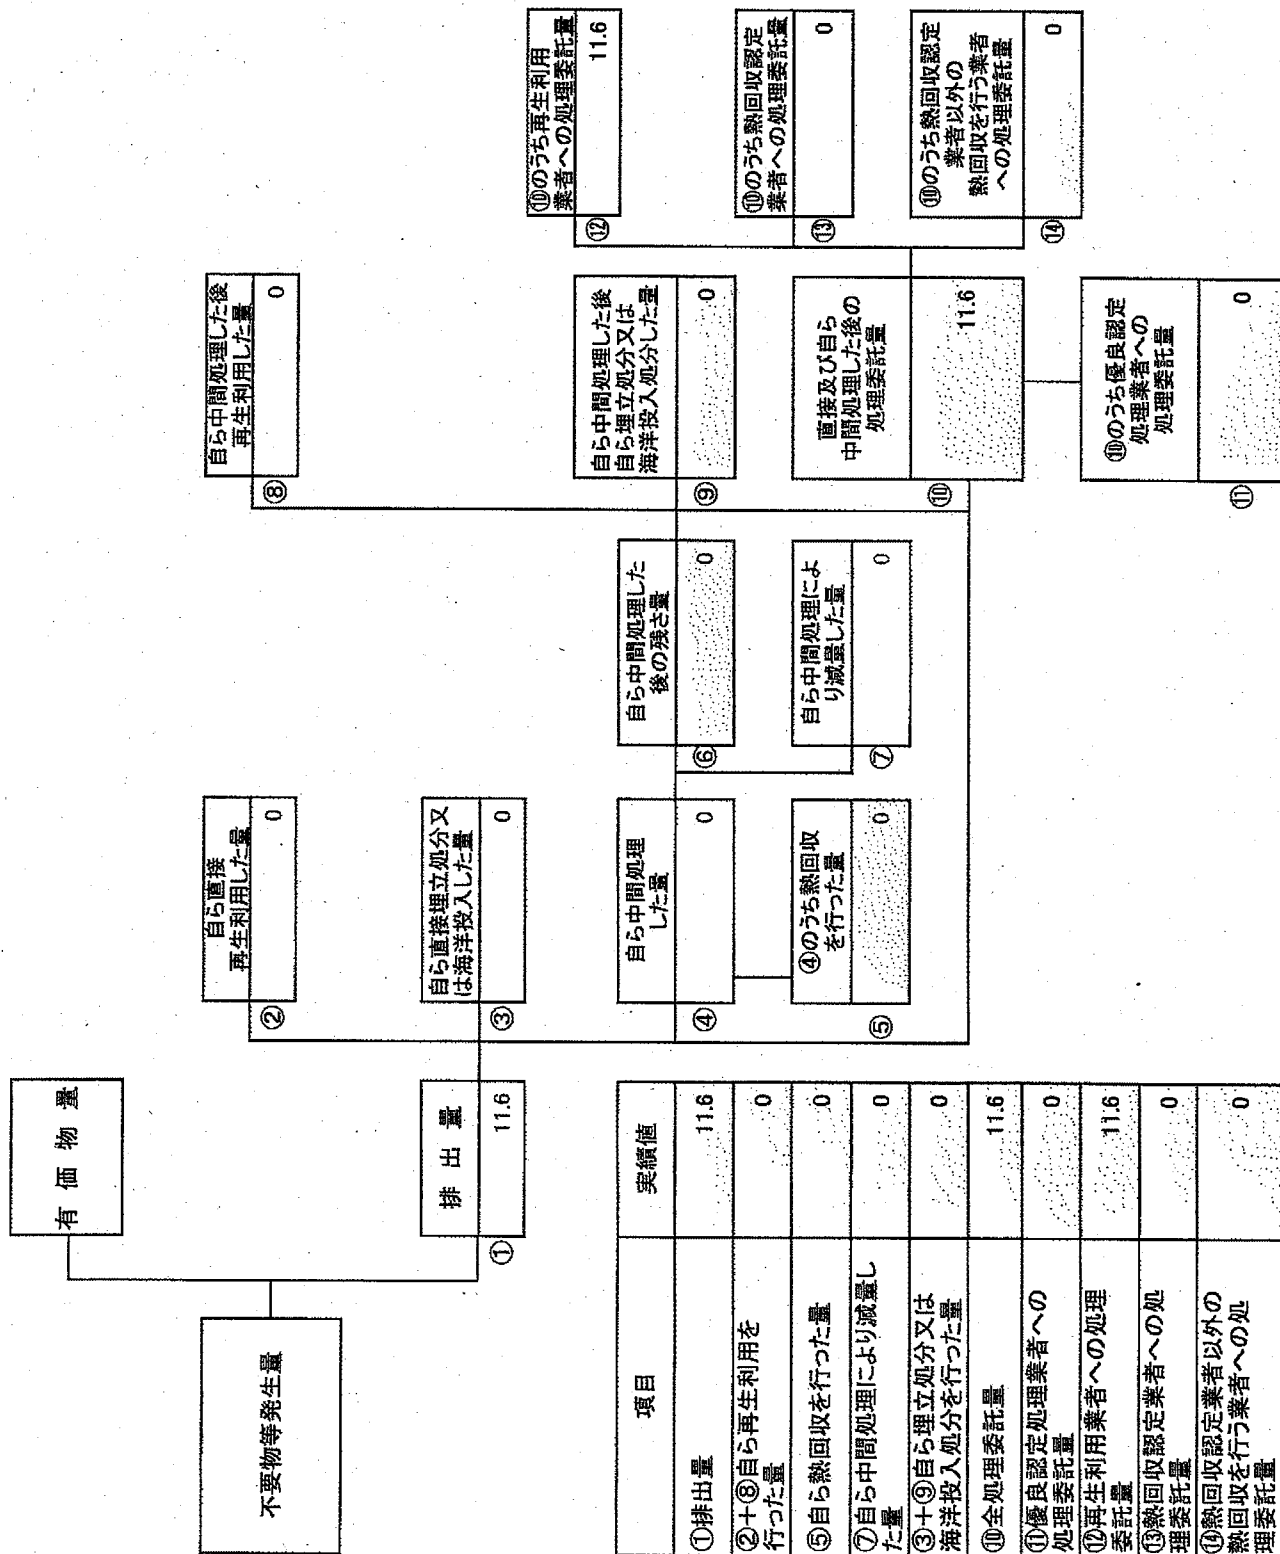 不要物等発生量
有価物量
排出量
① 11.6
自ら直接
再生利用した量
② 0
自ら直接埋立処分又
は海洋投入した量
③ 0
自ら中間処理
した量
④ 0
④のうち熱回収
を行った量
⑤ 0
自ら中間処理した
後の残さ量
⑥ 0
自ら中間処理によ
り減量した量
⑦ 0
自ら中間処理した後
再生利用した量
⑧ 0
自ら中間処理した後
自ら埋立処分又は
海洋投入処分した量
⑨ 0
直接及び自ら
中間処理した後の
処理委託量
⑩ 11.6
⑩のうち優良認定
処理業者への
処理委託量
⑪ 0
⑩のうち再生利用
業者への処理委託量
⑫ 11.6
⑩のうち熱回収認定
業者への処理委託量
⑬ 0
⑩のうち熱回収認定
業者以外の
熱回収を行う業者
への処理委託量
⑭ 0
項目 実績値
①排出量 11.6
②+⑧自ら再生利用を
行った量 0
⑤自ら熱回収を行った量 0
⑦自ら中間処理により減量し
た量 0
③+⑨自ら埋立処分又は
海洋投入処分を行った量 0
⑩全処理委託量 11.6
⑪優良認定処理業者への
処理委託量 0
⑫再生利用業者への処理
委託量 11.6
⑬熱回収認定業者への処
理委託量 0
⑭熱回収認定業者以外の
熱回収を行う業者への処
理委託量 0